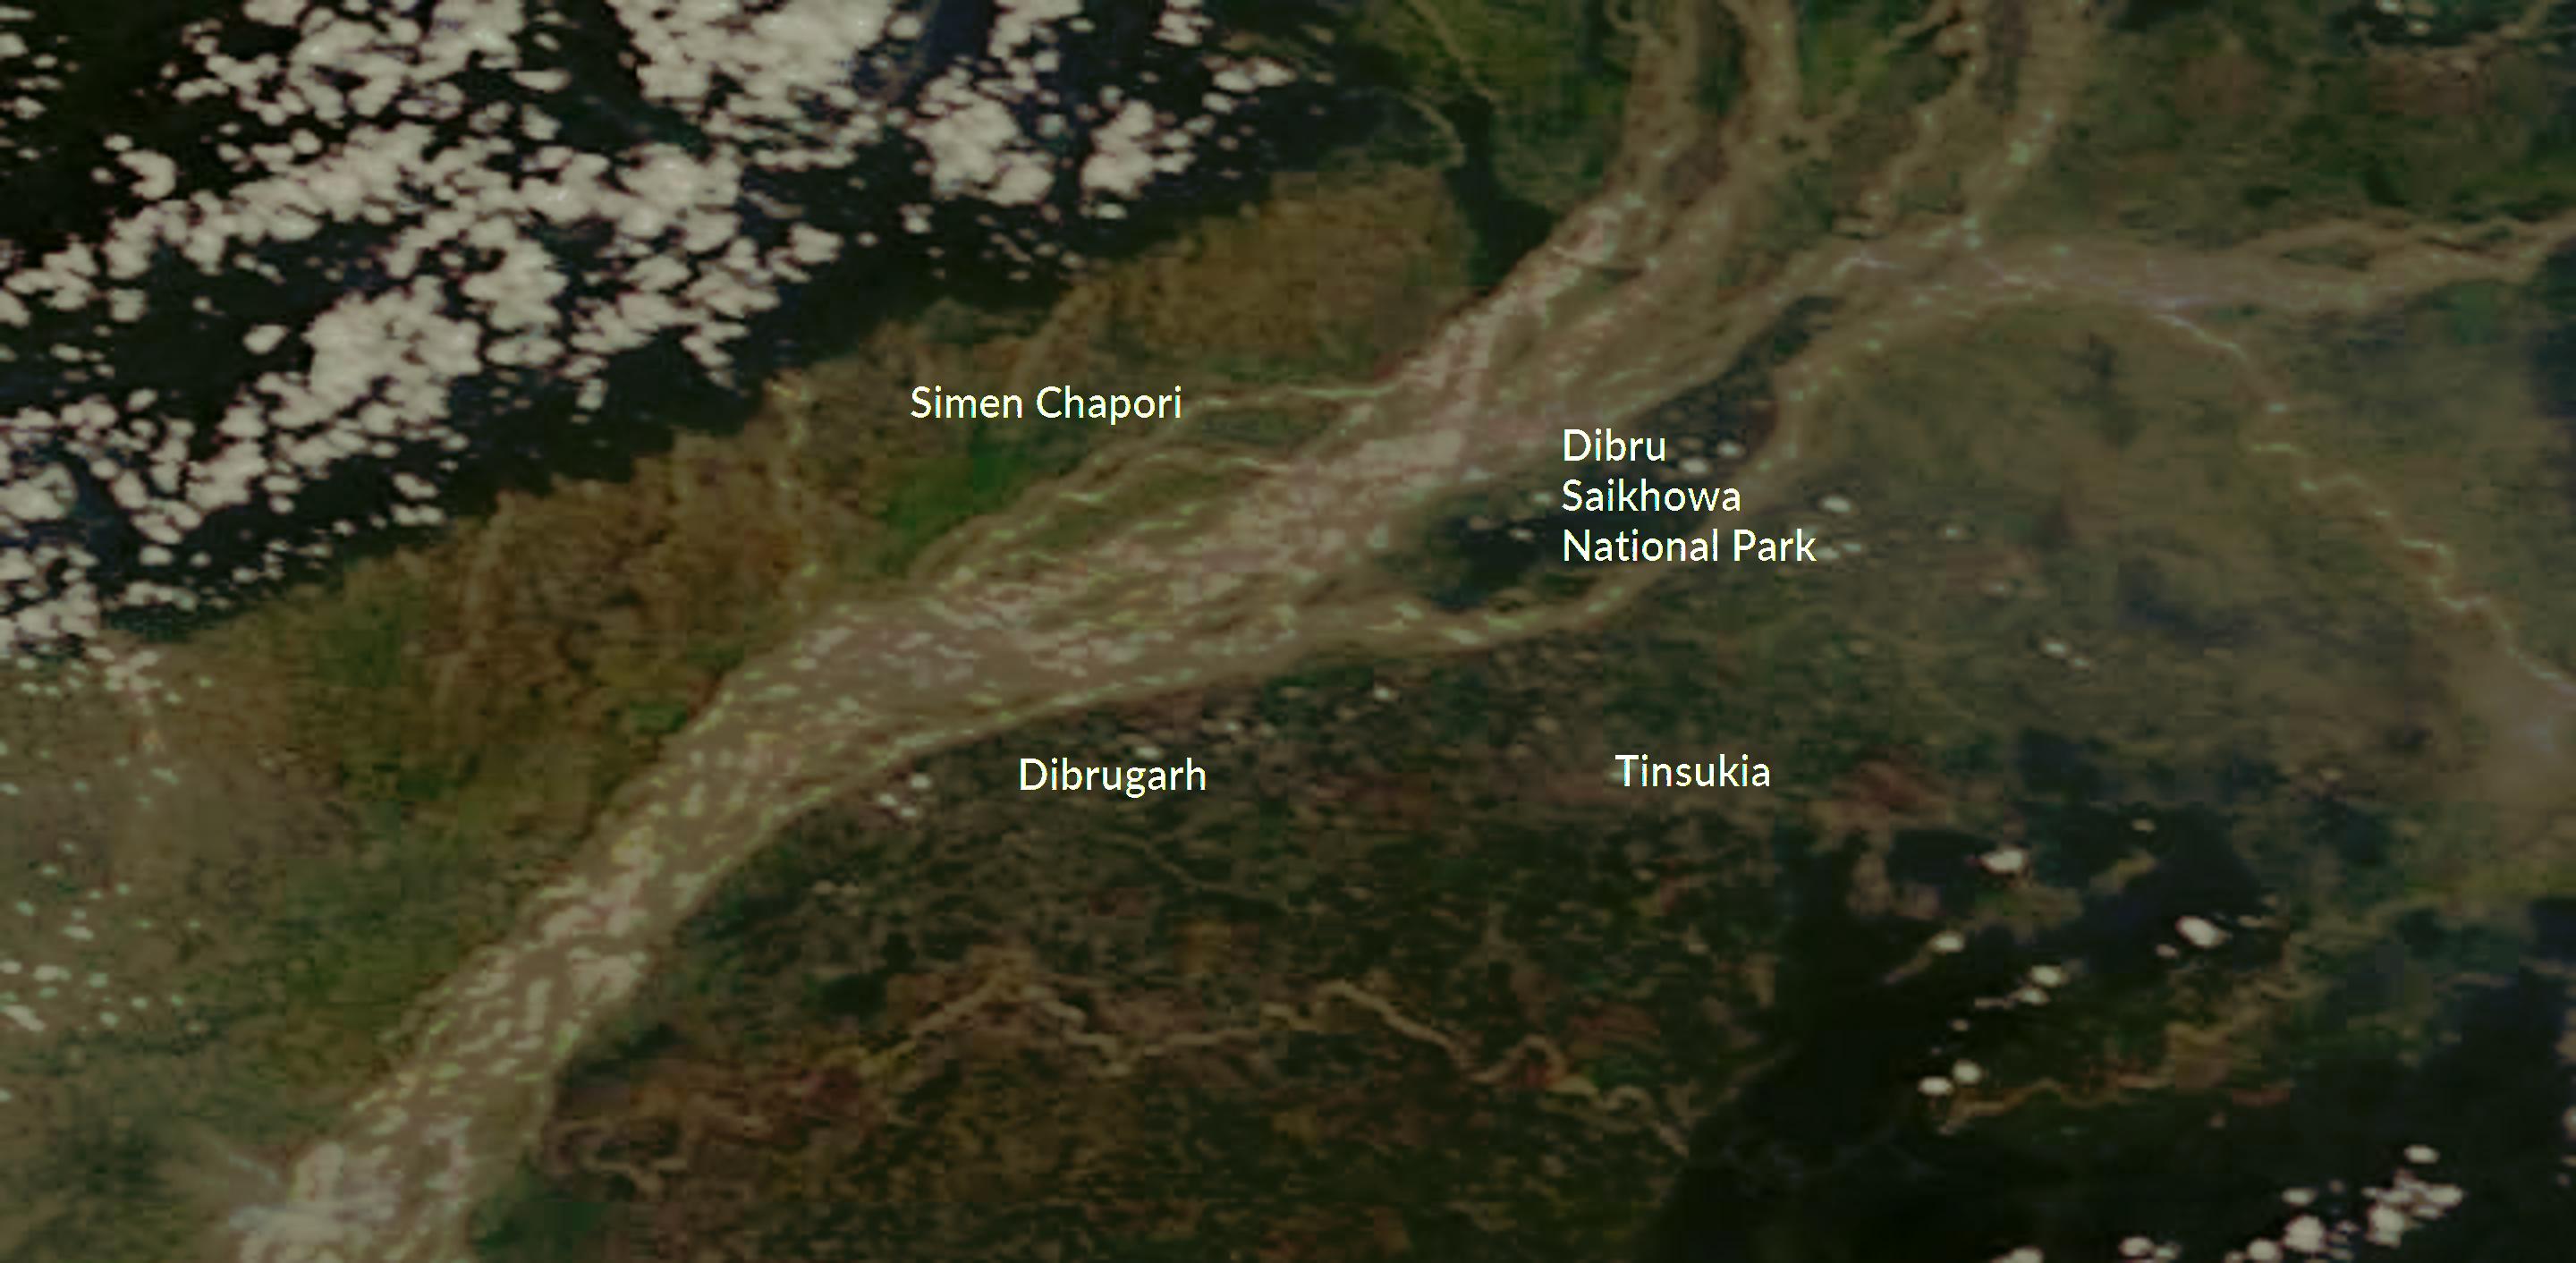 Simen Chapori
Dibru
Saikhowa
National Park
Dibrugarh
Tinsukia